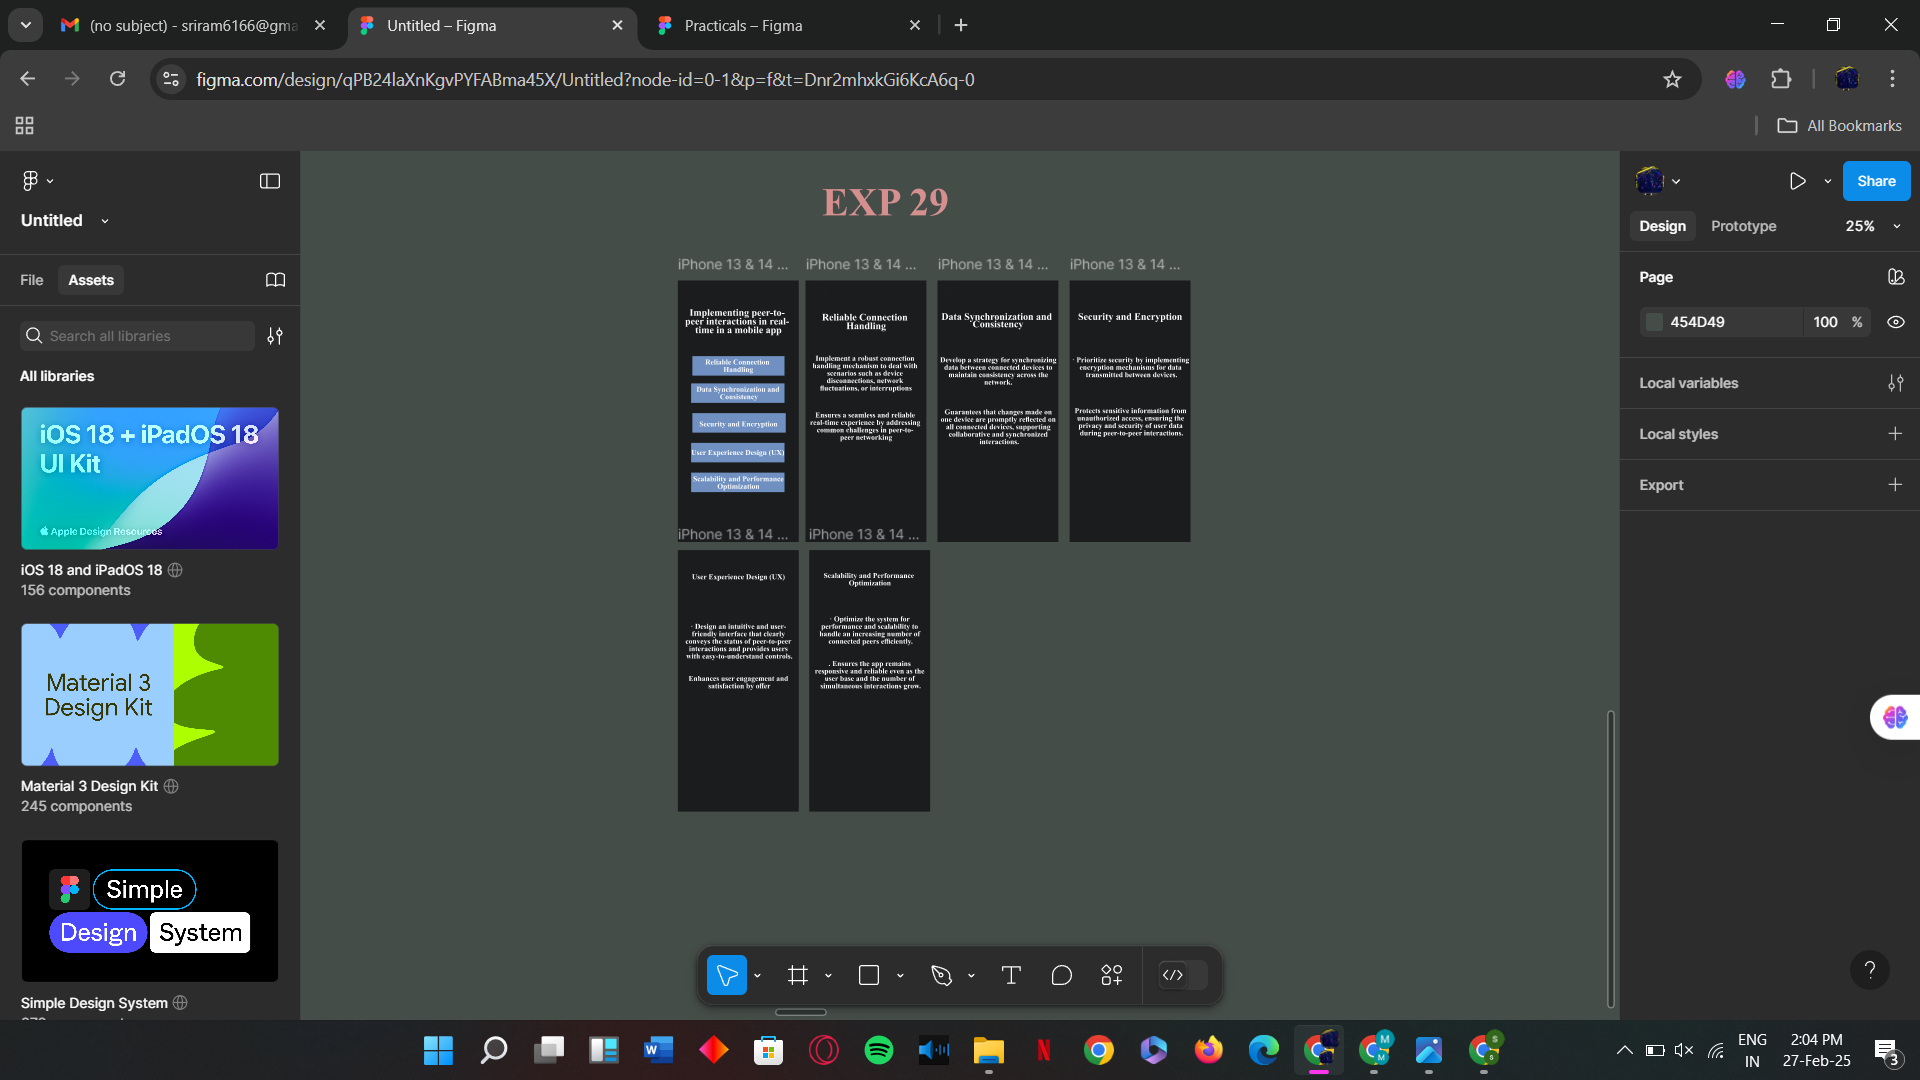 (no subject) - sriram6166@gma
Untitled – Figma
Practicals – Figma
figma.com/design/qPB24laXnKgvPYFABma45X/Untitled?node-id=0-1&p=f&t=Dnr2mhxkGi6KcA6q-0
All Bookmarks
Untitled
File
Assets
Search all libraries
All libraries
iOS 18 + iPadOS 18
UI Kit
Apple Design Resources
iOS 18 and iPadOS 18
156 components
Material 3
Design Kit
Material 3 Design Kit
245 components
Simple
Design System
Simple Design System
EXP 29
iPhone 13 & 14 ...
iPhone 13 & 14 ...
iPhone 13 & 14 ...
iPhone 13 & 14 ...
Implementing peer-to-
peer interactions in real-
time in a mobile app
Reliable Connection
Handling
Data Synchronization and
Consistency
Security and Encryption
User Experience Design (UX)
Scalability and Performance
Optimization
Reliable Connection
Handling
Implement a robust connection
handling mechanism to deal with
scenarios such as device
disconnections, network
fluctuations, or interruptions
Ensures a seamless and reliable
real-time experience by addressing
common challenges in peer-to-
peer networking
Data Synchronization and
Consistency
Develop a strategy for synchronizing
data between connected devices to
maintain consistency across the
network.
Guarantees that changes made on
one device are promptly reflected on
all connected devices, supporting
collaborative and synchronized
interactions.
Security and Encryption
· Prioritize security by implementing
encryption mechanisms for data
transmitted between devices.
Protects sensitive information from
unauthorized access, ensuring the
privacy and security of user data
during peer-to-peer interactions.
iPhone 13 & 14 ...
iPhone 13 & 14 ...
User Experience Design (UX)
· Design an intuitive and user-
friendly interface that clearly
conveys the status of peer-to-peer
interactions and provides users
with easy-to-understand controls.
Enhances user engagement and
satisfaction by offer
Scalability and Performance
Optimization
· Optimize the system for
performance and scalability to
handle an increasing number of
connected peers efficiently.
. Ensures the app remains
responsive and reliable even as the
user base and the number of
simultaneous interactions grow.
Share
Design
Prototype
25%
Page
454D49
100 %
Local variables
Local styles
Export
?
ENG
IN
2:04 PM
27-Feb-25
3